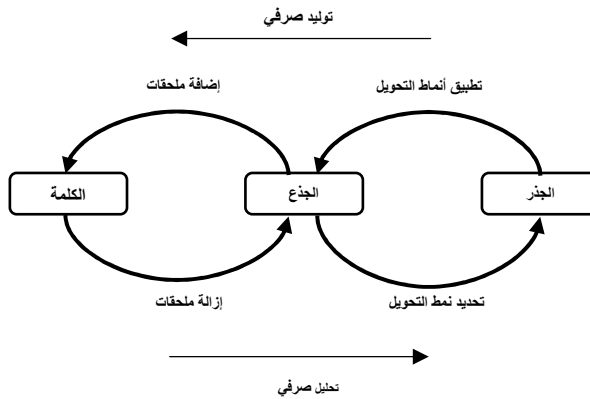 توليد صرفي
تطبيق أنماط التحويل
إضافة ملحقات
الجذر
الجذع
الكلمة
تحديد نمط التحويل
إزالة ملحقات
تحليل صرفي